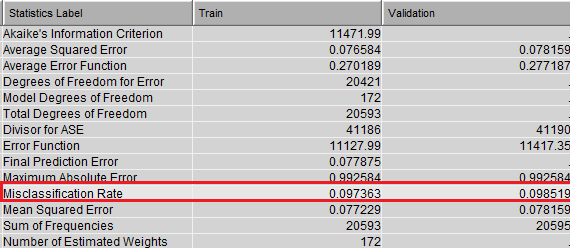 Statistics Label Train Validation
Akaike's Information Criterion 11471.99 .
Average Squared Error 0.076584 0.078159
Average Error Function 0.270189 0.277187
Degrees of Freedom for Error 20421 .
Model Degrees of Freedom 172 .
Total Degrees of Freedom 20593 .
Divisor for ASE 41186 41190
Error Function 11127.99 11417.35
Final Prediction Error 0.077875 .
Maximum Absolute Error 0.992584 0.992584
Misclassification Rate 0.097363 0.098519
Mean Squared Error 0.077229 0.078159
Sum of Frequencies 20593 20595
Number of Estimated Weights 172 .